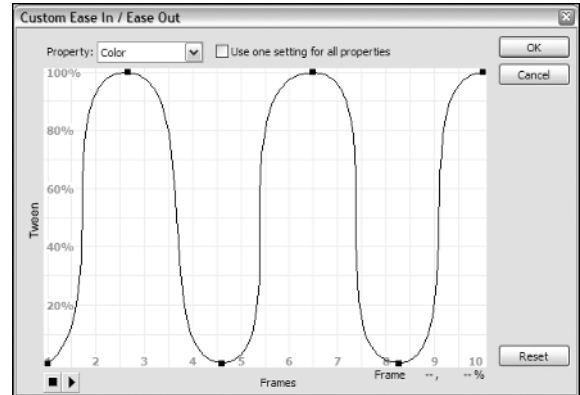 Custom Ease In / Ease Out
Property: Color
Use one setting for all properties
OK
Cancel
100%
80%
60%
40%
20%
Tween
2 3 4 5 6 7 8 9 10
Frame --, --%
Frames
Reset